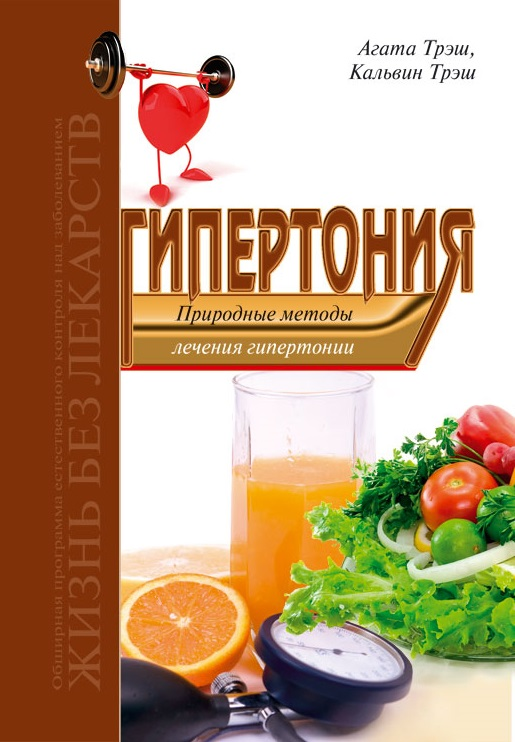 Агата Трэш,
Кальвин Трэш
ГИПЕРТОНИЯ
Природные методы
лечения гипертонии
Обширная программа естественного контроля над заболеванием
ЖИЗНЬ БЕЗ ЛЕКАРСТВ